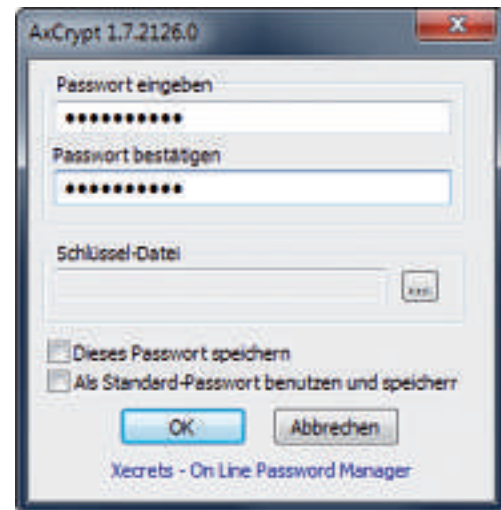 AxCrypt 1.7.2126.0
Passwort eingeben
••••••••••
Passwort bestätigen
••••••••••
Schlüssel-Datei
...
Dieses Passwort speichern
Als Standard-Passwort benutzen und speicherr
OK
Abbrechen
Xecrets - On Line Password Manager